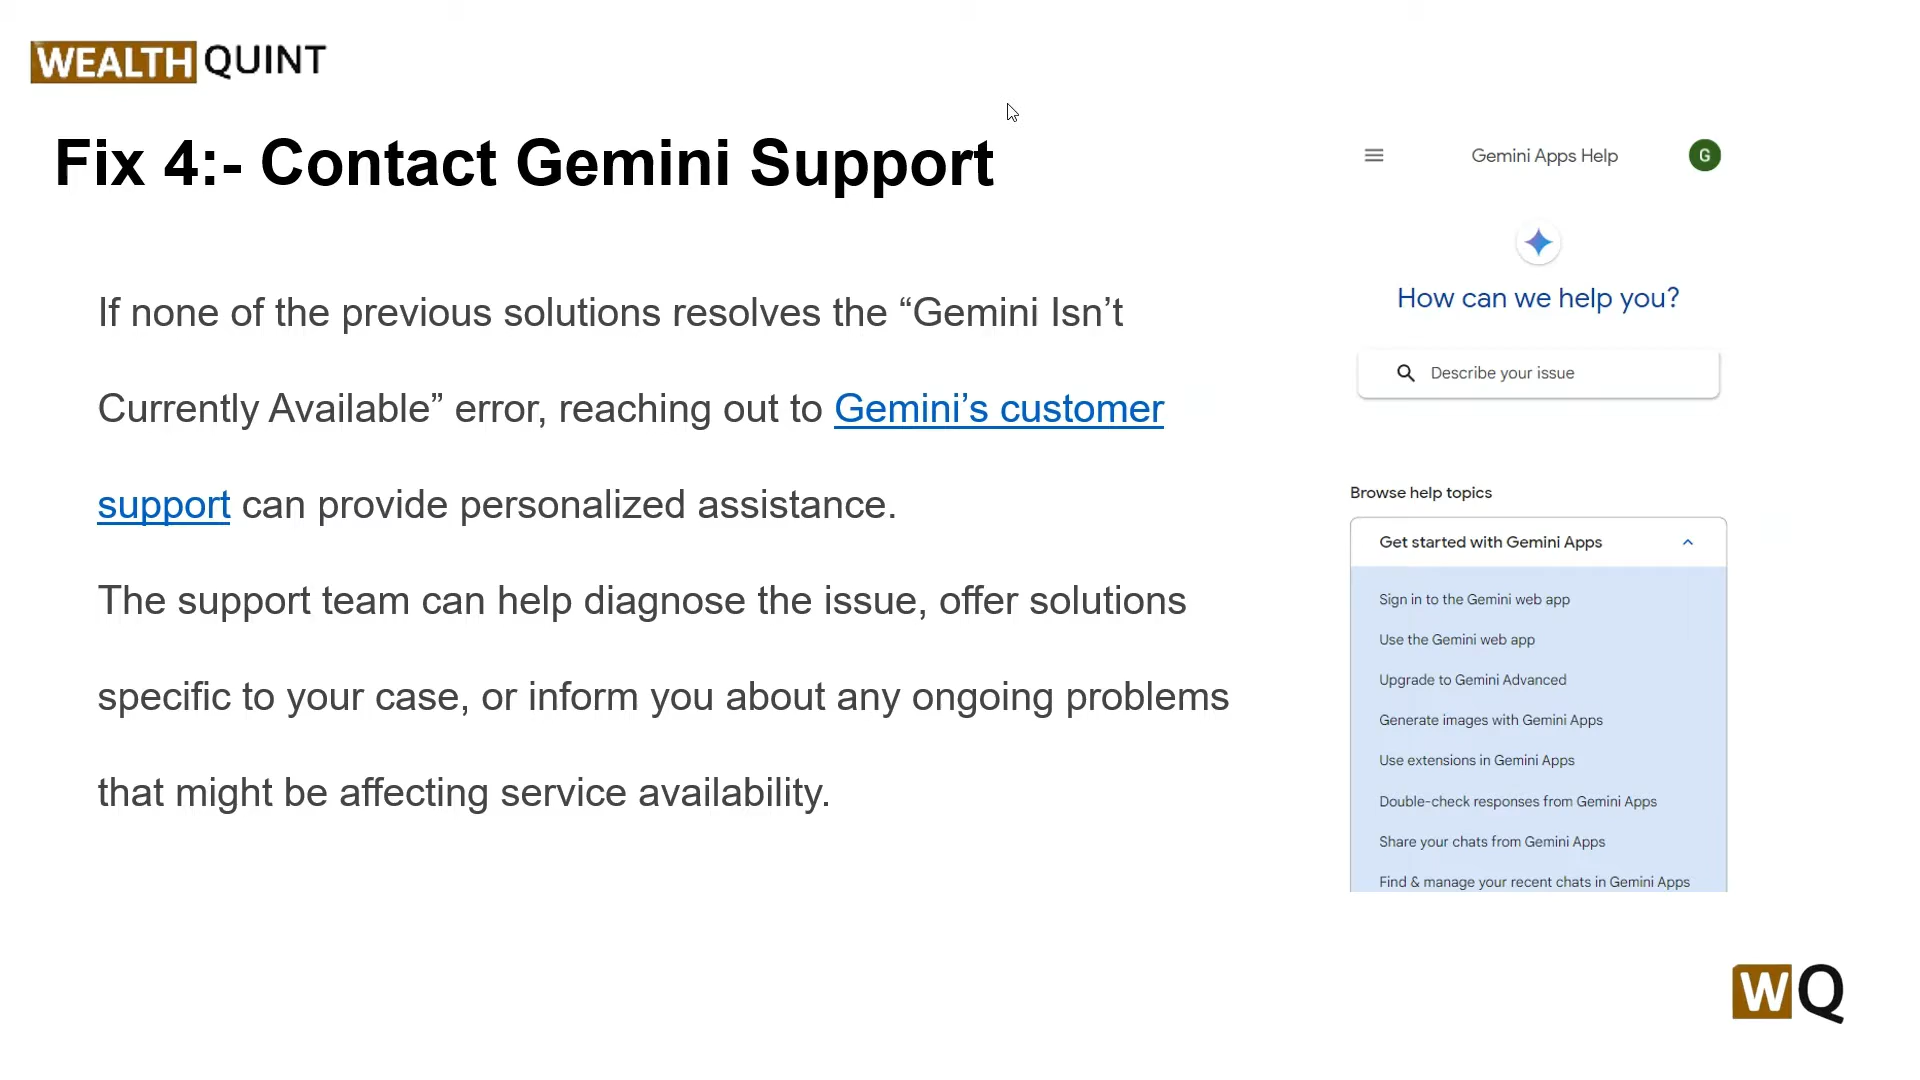 WEALTH QUINT
Fix 4:- Contact Gemini Support
If none of the previous solutions resolves the “Gemini Isn’t
Currently Available” error, reaching out to Gemini’s customer
support can provide personalized assistance.
The support team can help diagnose the issue, offer solutions
specific to your case, or inform you about any ongoing problems
that might be affecting service availability.
Gemini Apps Help
G
How can we help you?
Describe your issue
Browse help topics
Get started with Gemini Apps
Sign in to the Gemini web app
Use the Gemini web app
Upgrade to Gemini Advanced
Generate images with Gemini Apps
Use extensions in Gemini Apps
Double-check responses from Gemini Apps
Share your chats from Gemini Apps
Find & manage your recent chats in Gemini Apps
WQ